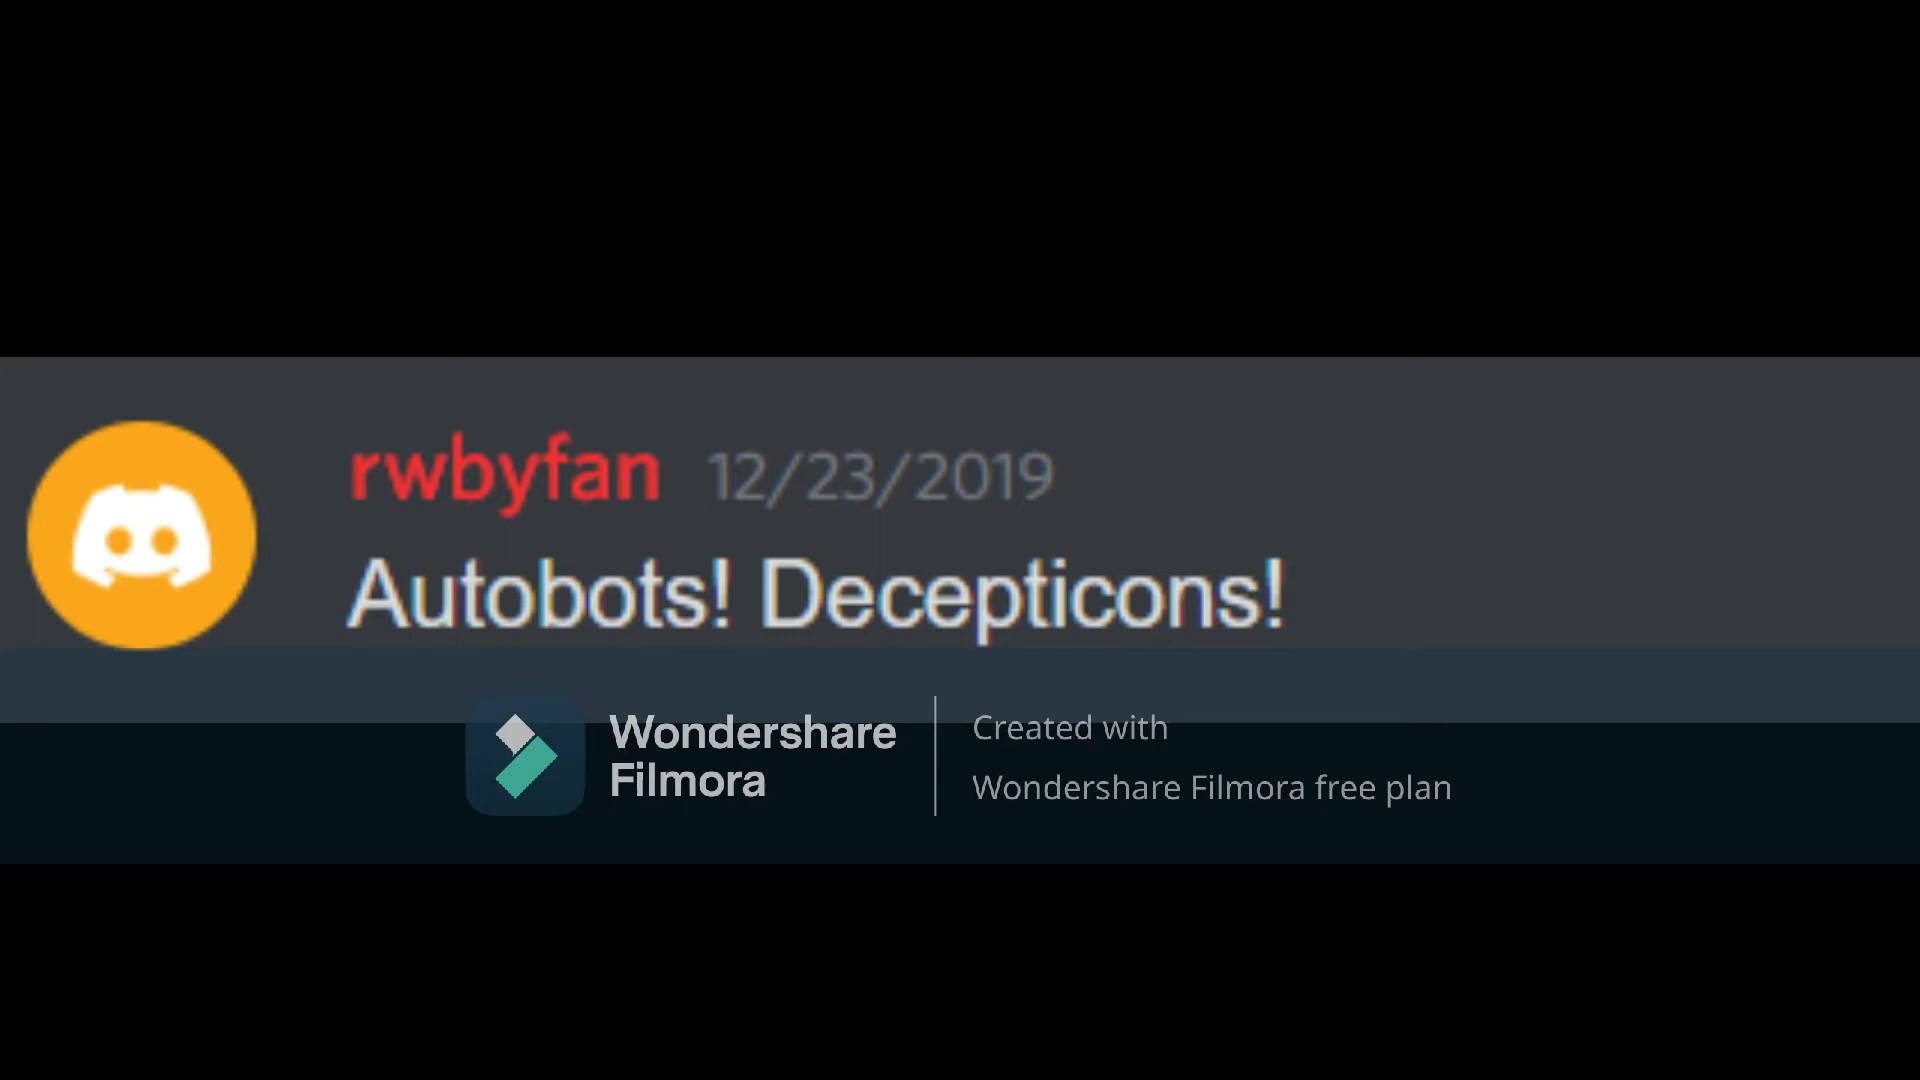 rwbyfan 12/23/2019
Autobots! Decepticons!
Wondershare
Filmora
Created with
Wondershare Filmora free plan